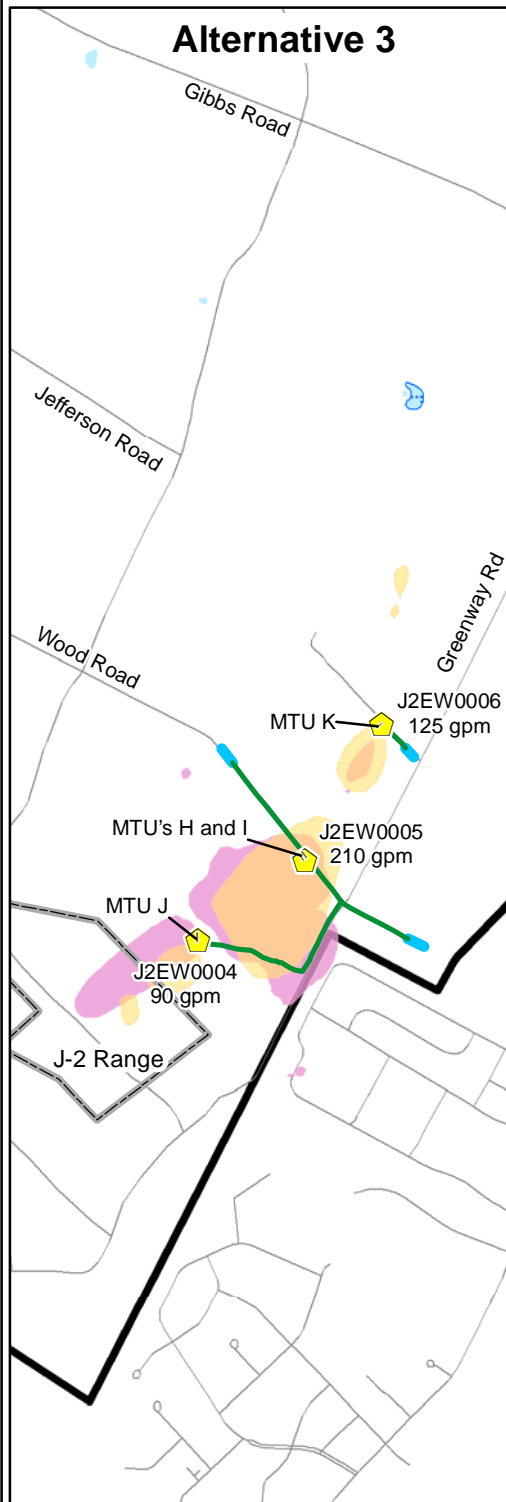 Alternative 3
Gibbs Road
Jefferson Road
Greenway Rd
Wood Road
J2EW0006
125 gpm
MTU K
J2EW0005
210 gpm
MTU's H and I
MTU J
J2EW0004
90 gpm
J-2 Range